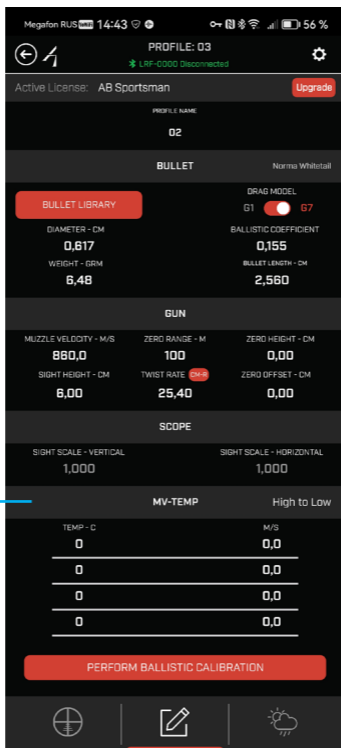 Megafon RUS 14:43 56 %
PROFILE: 03
LRF-0000 Disconnected
Active License: AB Sportsman Upgrade
PROFILE NAME
02
BULLET Norma Whitetail
DRAG MODEL
BULLET LIBRARY G1 G7
DIAMETER - CM BALLISTIC COEFFICIENT
0,617 0,155
WEIGHT - GRM BULLET LENGTH - CM
6,48 2,560
GUN
MUZZLE VELOCITY - M/S ZERO RANGE - M ZERO HEIGHT - CM
860,0 100 0,00
SIGHT HEIGHT - CM TWIST RATE CM-R ZERO OFFSET - CM
6,00 25,40 0,00
SCOPE
SIGHT SCALE - VERTICAL SIGHT SCALE - HORIZONTAL
1,000 1,000
MV-TEMP High to Low
TEMP - C M/S
0 0,0
0 0,0
0 0,0
0 0,0
PERFORM BALLISTIC CALIBRATION